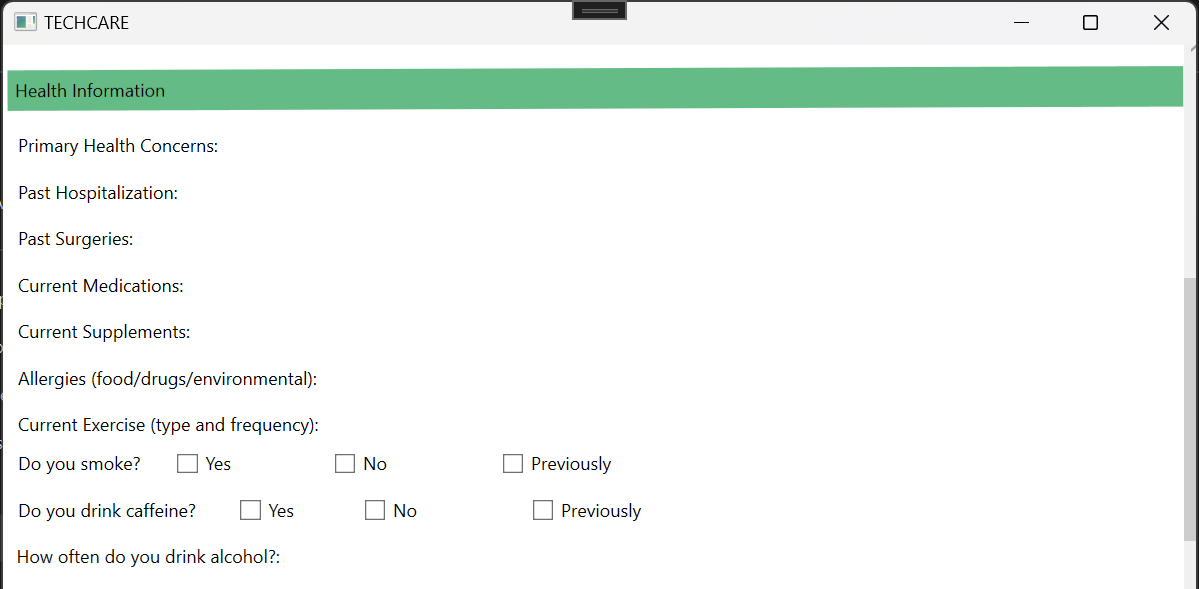 TECHCARE
Health Information
Primary Health Concerns:
Past Hospitalization:
Past Surgeries:
Current Medications:
Current Supplements:
Allergies (food/drugs/environmental):
Current Exercise (type and frequency):
Do you smoke? Yes No Previously
Do you drink caffeine? Yes No Previously
How often do you drink alcohol?: